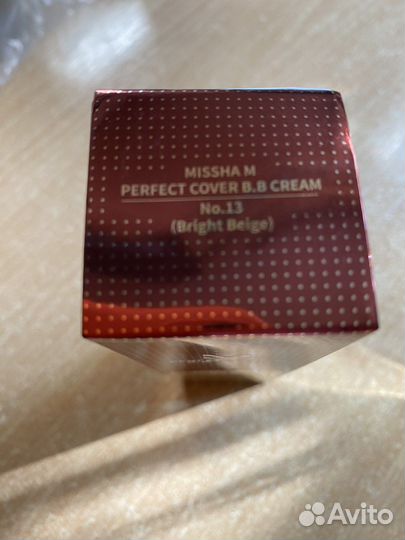 MISSHA M
PERFECT COVER B.B CREAM
No.13
(Bright Beige)
Avito